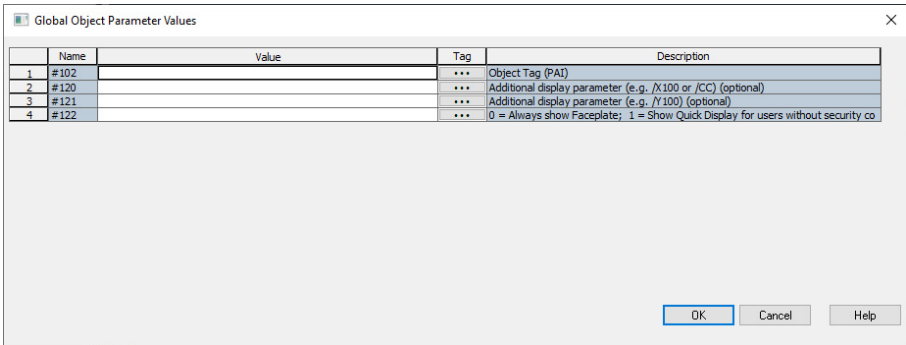 Global Object Parameter Values
Name Value Tag Description
1 #102 ... Object Tag (PAI)
2 #120 ... Additional display parameter (e.g. /X100 or /CC) (optional)
3 #121 ... Additional display parameter (e.g. /Y100) (optional)
4 #122 ... 0 = Always show Faceplate; 1 = Show Quick Display for users without security co
OK Cancel Help